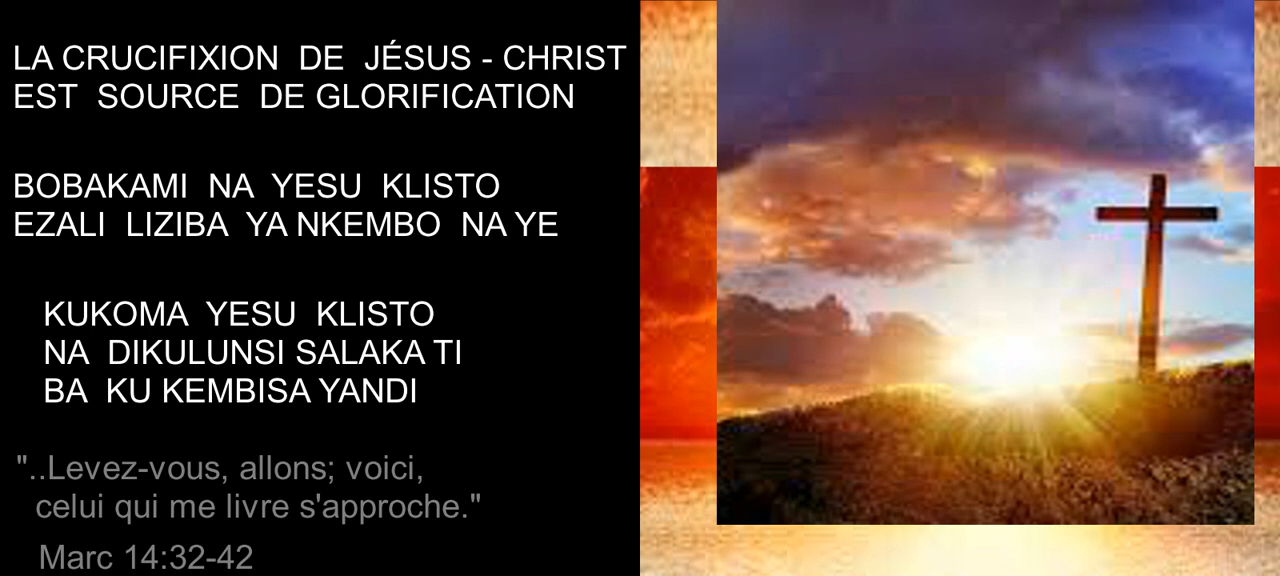 LA CRUCIFIXION DE JÉSUS - CHRIST
EST SOURCE DE GLORIFICATION
BOBAKAMI NA YESU KLISTO
EZALI LIZIBA YA NKEMBO NA YE
KUKOMA YESU KLISTO
NA DIKULUNSI SALAKA TI
BA KU KEMBISA YANDI
"..Levez-vous, allons; voici,
celui qui me livre s'approche."
Marc 14:32-42